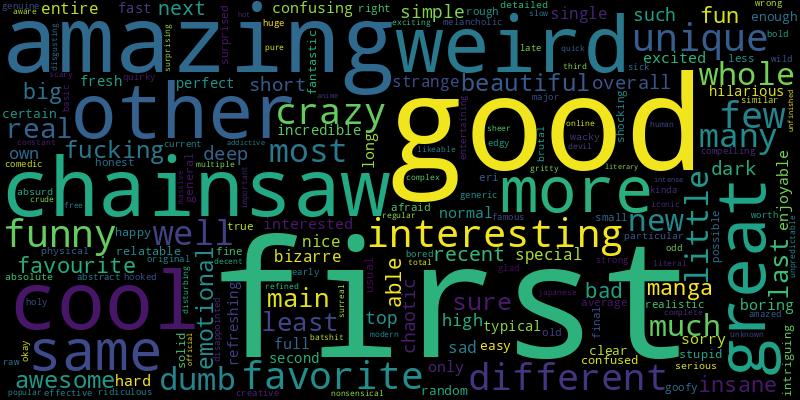 genuine
aware
entire
fast
next
confusing
right
simple
rough
detailed
slow
single
such
fun
wrong
enough
bold
amazing
surprised
huge
hot
pure
surprising
disgusting
fantastic
exciting
melancholic
late
quick
third
sick
weird
unique
excited
less
wild
scary
quirky
fresh
perfect
short
strange
beautiful
overall
whole
hilarious
similar
unfinished
big
certain
basic
other
crazy
incredible
anime
major
shocking
human
few
many
compelling
real
fucking
current
addictive
constant
own
honest
deep
most
long
likeable
entertaining
good
sheer
edgy
online
wacky
devil
brutal
literary
gritty
comedic
absurd
crude
free
chainsaw
massive
general
multiple
important
complex
eri
generic
more
intense
kinda
iconic
dark
little
great
enjoyable
unpredictable
funny
happy
well
true
interested
afraid
regular
normal
famous
small
particular
new
possible
worth
last
physical
relatable
original
fine
decent
nice
interesting
odd
favourite
absolute
abstract
hooked
bizarre
early
usual
able
bored
total
recent
special
glad
strong
literal
boring
amazed
cool
holy
disturbing
emotional
refreshing
refined
main
surreal
chaotic
first
sure
japanese
bad
average
manga
realistic
complete
unknown
intriguing
og
raw
okay
same
solid
official
disappointed
least
full
second
batshit
top
modern
high
typical
old
sad
easy
final
clear
confused
much
sorry
stupid
serious
awesome
hard
dumb
popular
effective
ridiculous
creative
favorite
nonsensical
only
random
different
goofy
insane